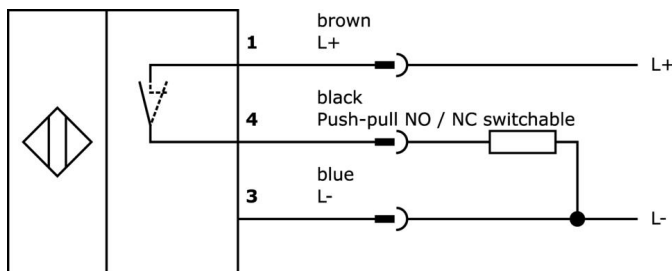 brown
1 L+ L+
black
4 Push-pull NO / NC switchable
blue
3 L- L-